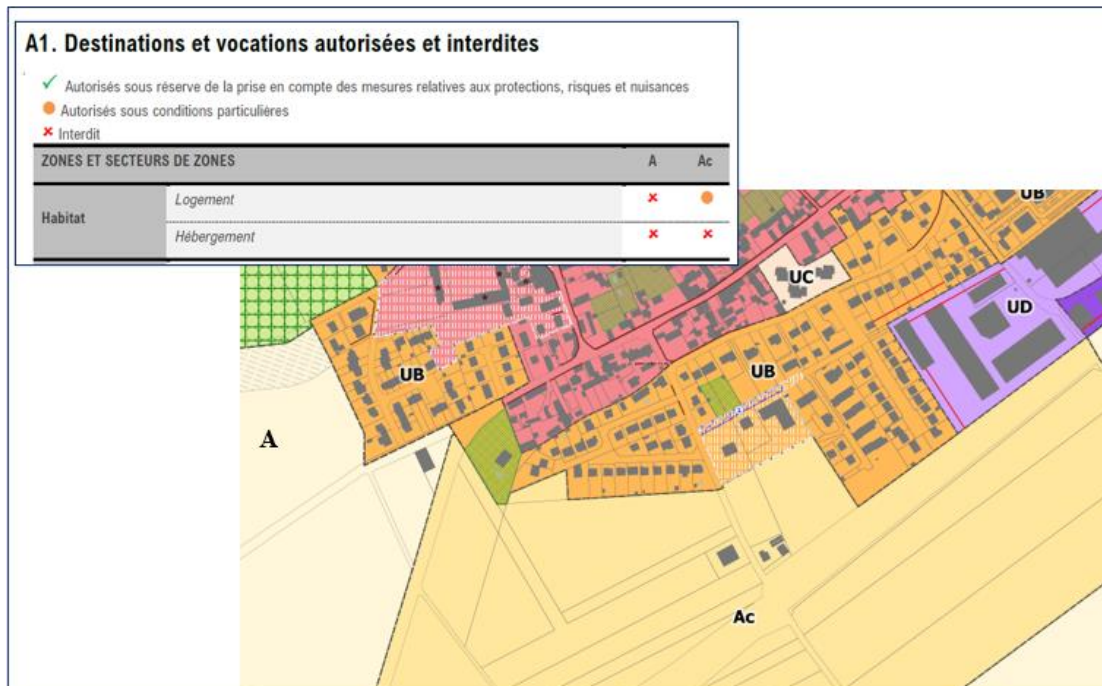 A1. Destinations et vocations autorisées et interdites
✓ Autorisés sous réserve de la prise en compte des mesures relatives aux protections, risques et nuisances
● Autorisés sous conditions particulières
✗ Interdit
ZONES ET SECTEURS DE ZONES A Ac
Habitat
Logement ✗ ●
Hébergement ✗ ✗
UB
UC
UD
UB
UB
A
Ac